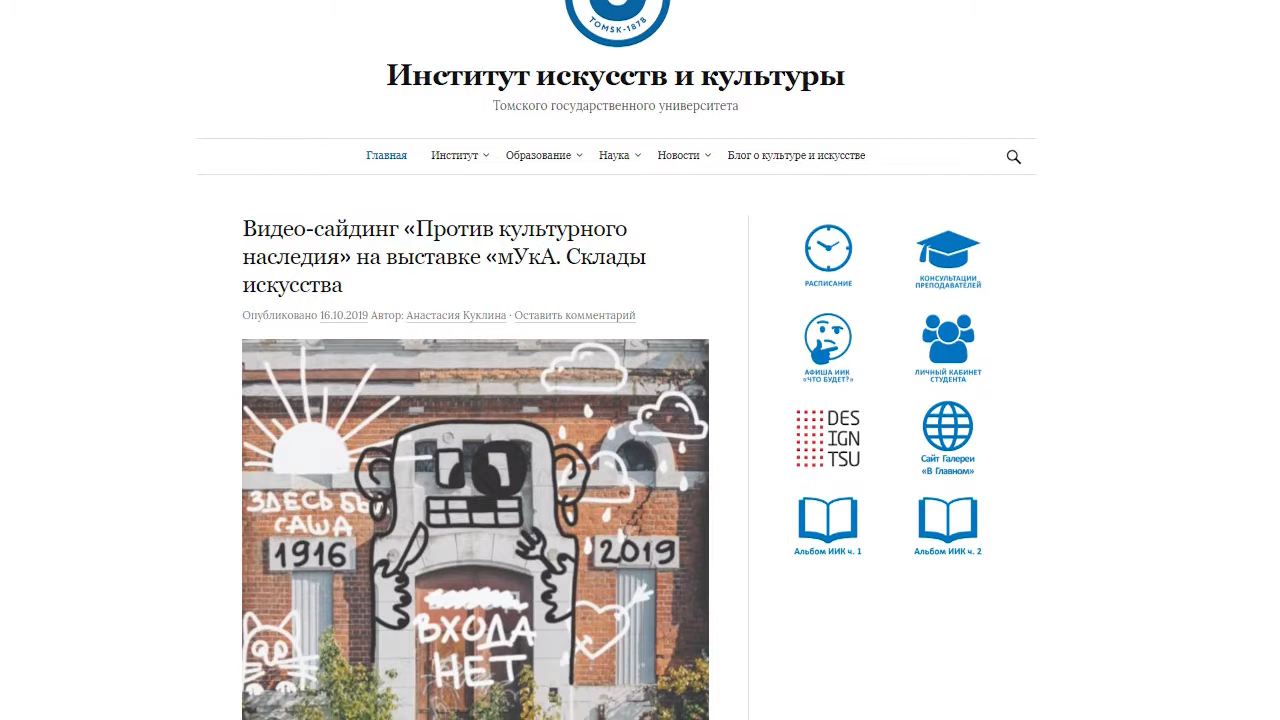 TOMSK-1878
Институт искусств и культуры
Томского государственного университета
Главная Институт Образование Наука Новости Блог о культуре и искусстве
Видео-сайдинг «Против культурного
наследия» на выставке «мУкА. Склады
искусства
Опубликовано 16.10.2019 Автор: Анастасия Куклина · Оставить комментарий
ЗДЕСЬ БЫ
САША
1916
2019
ВХОДА
НЕТ
РАСПИСАНИЕ
КОНСУЛЬТАЦИИ
ПРЕПОДАВАТЕЛЕЙ
АФИША ИИК
«ЧТО БУДЕТ?»
ЛИЧНЫЙ КАБИНЕТ
СТУДЕНТА
DES
IGN
TSU
Сайт Галереи
«В Главном»
Альбом ИИК ч. 1
Альбом ИИК ч. 2